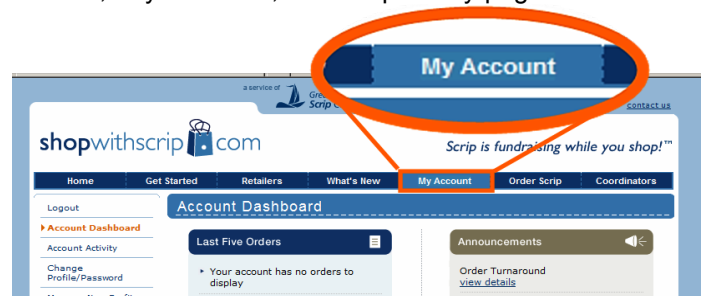 My Account
a service of
Scrip
contact us
shopwithscrip com
Scrip is fundraising while you shop!™
Home Get Started Retailers What's New My Account Order Scrip Coordinators
Logout
Account Dashboard
Account Dashboard
Account Activity
Change
Profile/Password
Last Five Orders
Your account has no orders to
display
Announcements
Order Turnaround
view details